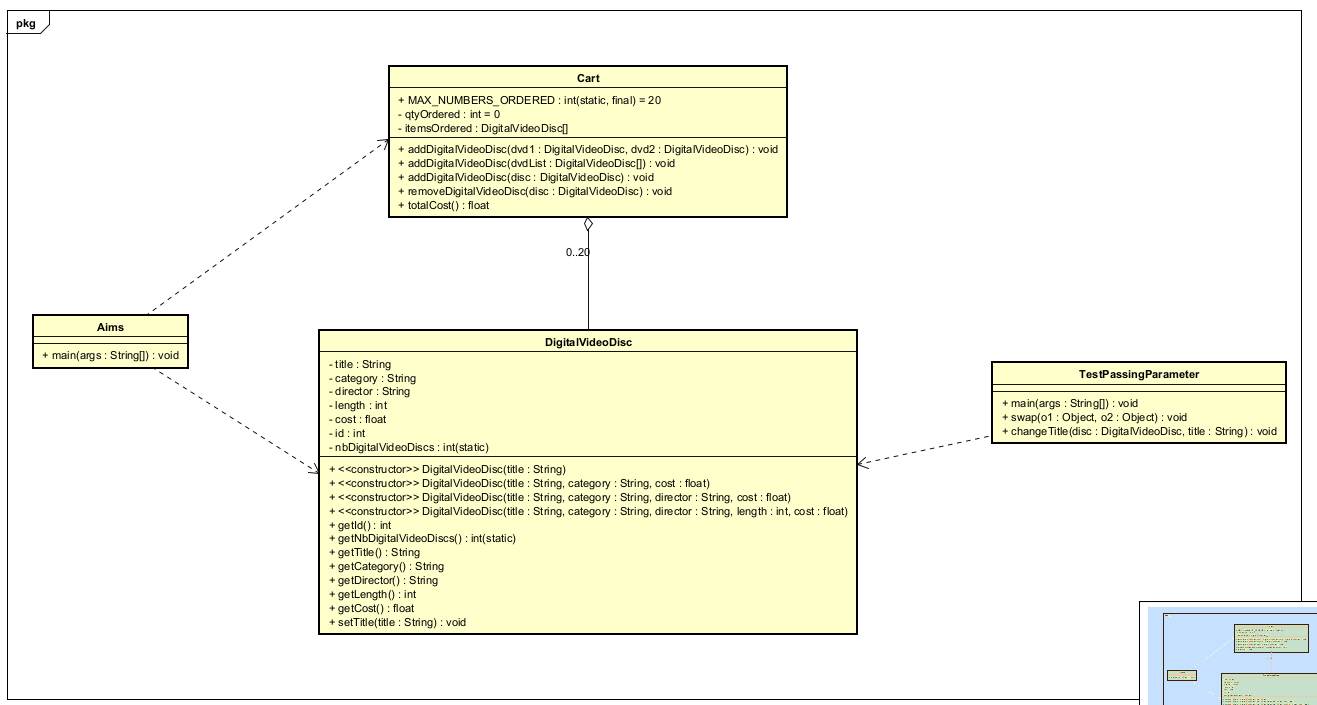 pkg
Cart
+ MAX_NUMBERS_ORDERED : int(static, final) = 20
- qtyOrdered : int = 0
- itemsOrdered : DigitalVideoDisc[]
+ addDigitalVideoDisc(dvd1 : DigitalVideoDisc, dvd2 : DigitalVideoDisc) : void
+ addDigitalVideoDisc(dvdList : DigitalVideoDisc[]) : void
+ addDigitalVideoDisc(disc : DigitalVideoDisc) : void
+ removeDigitalVideoDisc(disc : DigitalVideoDisc) : void
+ totalCost() : float
0..20
Aims
+ main(args : String[]) : void
DigitalVideoDisc
- title : String
- category : String
- director : String
- length : int
- cost : float
- id : int
- nbDigitalVideoDiscs : int(static)
+ <<constructor>> DigitalVideoDisc(title : String)
+ <<constructor>> DigitalVideoDisc(title : String, category : String, cost : float)
+ <<constructor>> DigitalVideoDisc(title : String, category : String, director : String, cost : float)
+ <<constructor>> DigitalVideoDisc(title : String, category : String, director : String, length : int, cost : float)
+ getId() : int
+ getNbDigitalVideoDiscs() : int(static)
+ getTitle() : String
+ getCategory() : String
+ getDirector() : String
+ getLength() : int
+ getCost() : float
+ setTitle(title : String) : void
TestPassingParameter
+ main(args : String[]) : void
+ swap(o1 : Object, o2 : Object) : void
+ changeTitle(disc : DigitalVideoDisc, title : String) : void